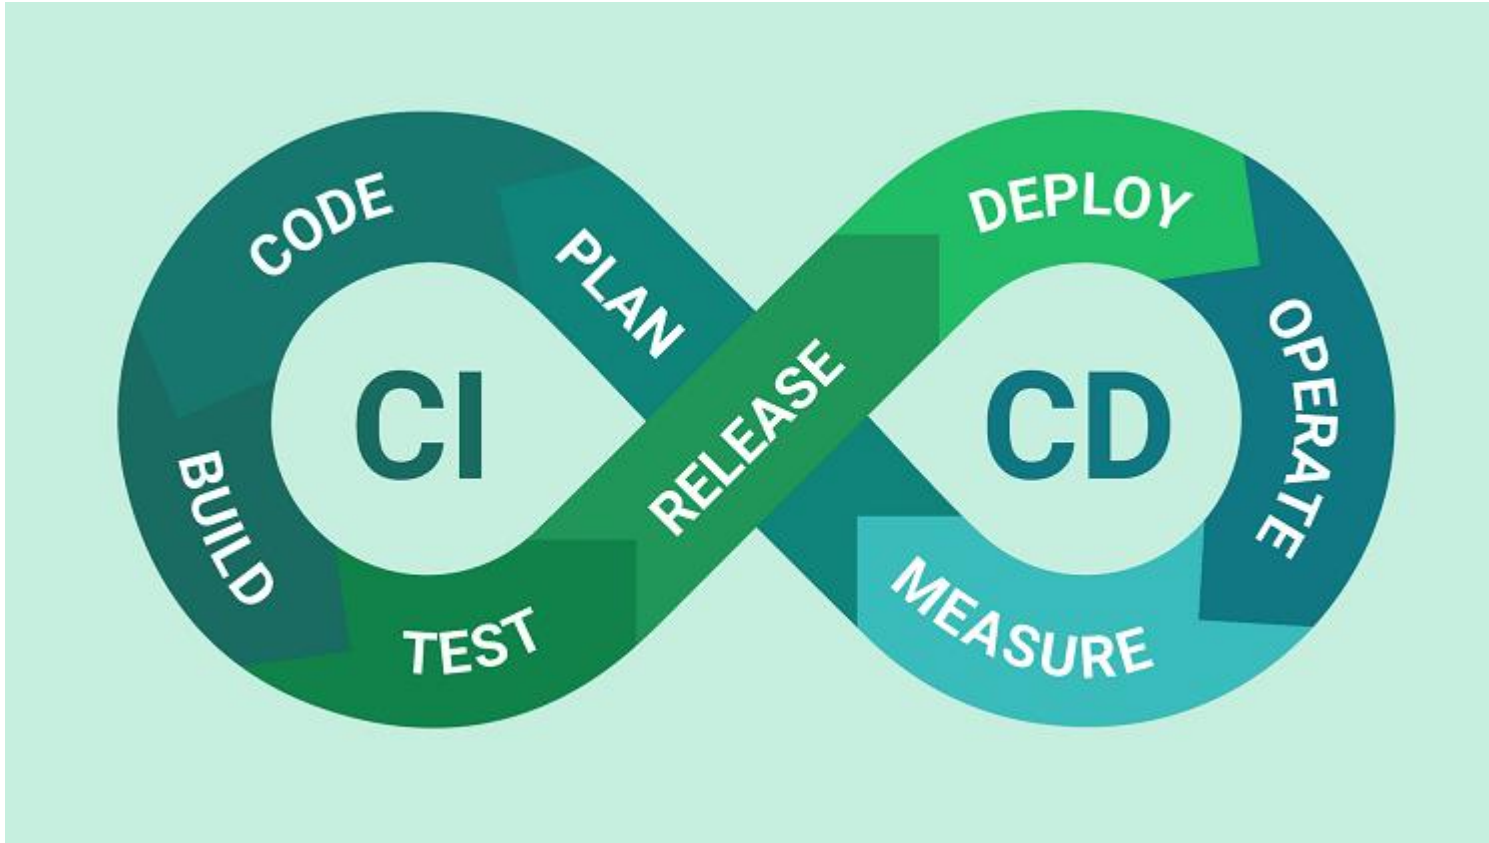 CODE
PLAN
BUILD
TEST
CI
RELEASE
DEPLOY
OPERATE
MEASURE
CD